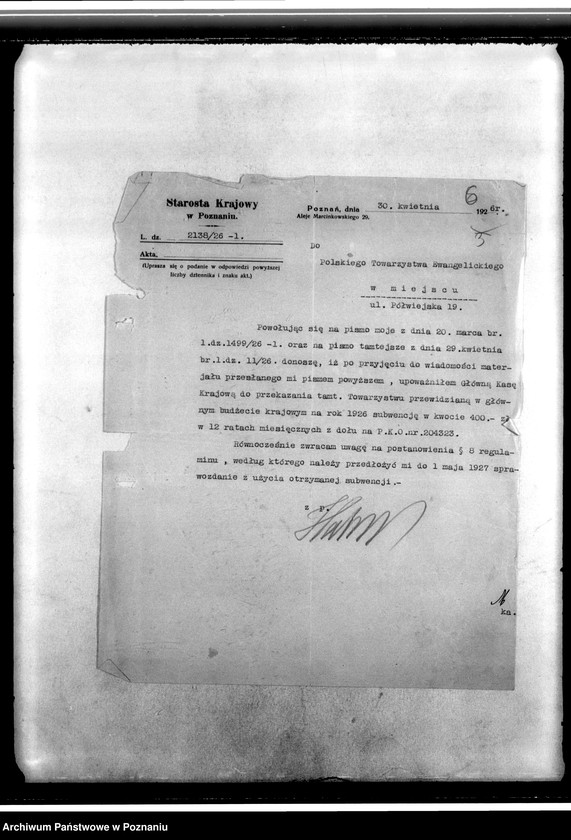 6
Starosta Krajowy
w Poznaniu.
Poznań, dnia 30. kwietnia 1926r.
Aleje Marcinkowskiego 29.
L. dz. 2138/26 -1.
Akta.
(Uprasza się o podanie w odpowiedzi powyższej
liczby dziennika i znaku akt.)
Do
Polskiego Towarzystwa Ewangelickiego
w miejscu
ul. Półwiejska 19.
Powołując się na pismo moje z dnia 20. marca br.
l.dz.1499/26 -1. oraz na pismo tamtejsze z dnia 29.kwietnia
br.l.dz. 11/26. donoszę, iż po przyjęciu do wiadomości mater-
jału przesłanego mi pismem powyższem , upoważniłem Główną Kasę
Krajową do przekazania tamt. Towarzystwu przewidzianą w głów-
nym budżecie krajowym na rok 1926 subwencję w kwocie 400.- zł
w 12 ratach miesięcznych z dołu na P.K.O.nr.204323.
Równocześnie zwracam uwagę na postanowienia § 8 regula-
minu , według którego należy przedłożyć mi do 1 maja 1927 spra-
wozdanie z użycia otrzymanej subwencji.-
z p.
kn.
Archiwum Państwowe w Poznaniu